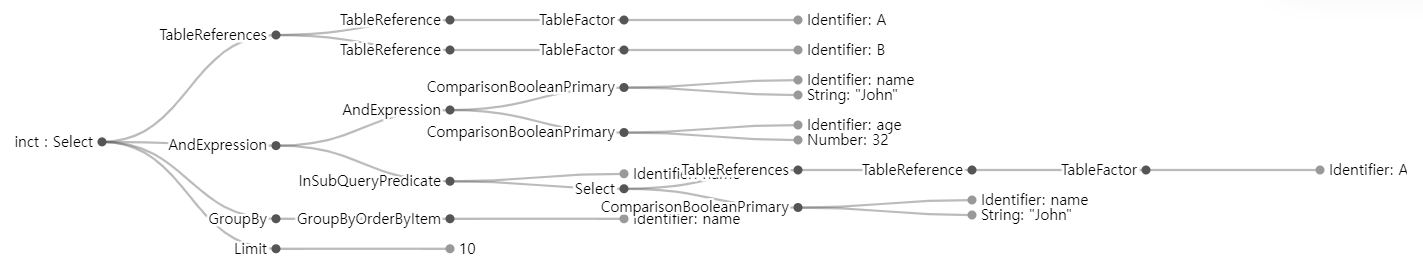 TableReference
TableFactor
Identifier: A
TableReferences
TableReference
TableFactor
Identifier: B
ComparisonBooleanPrimary
Identifier: name
String: "John"
AndExpression
ComparisonBooleanPrimary
Identifier: age
Number: 32
inct : Select
AndExpression
InSubQueryPredicate
Identifier: name
TableReferences
TableReference
TableFactor
Identifier: A
Select
ComparisonBooleanPrimary
Identifier: name
String: "John"
GroupBy
GroupByOrderByItem
Identifier: name
Limit
10